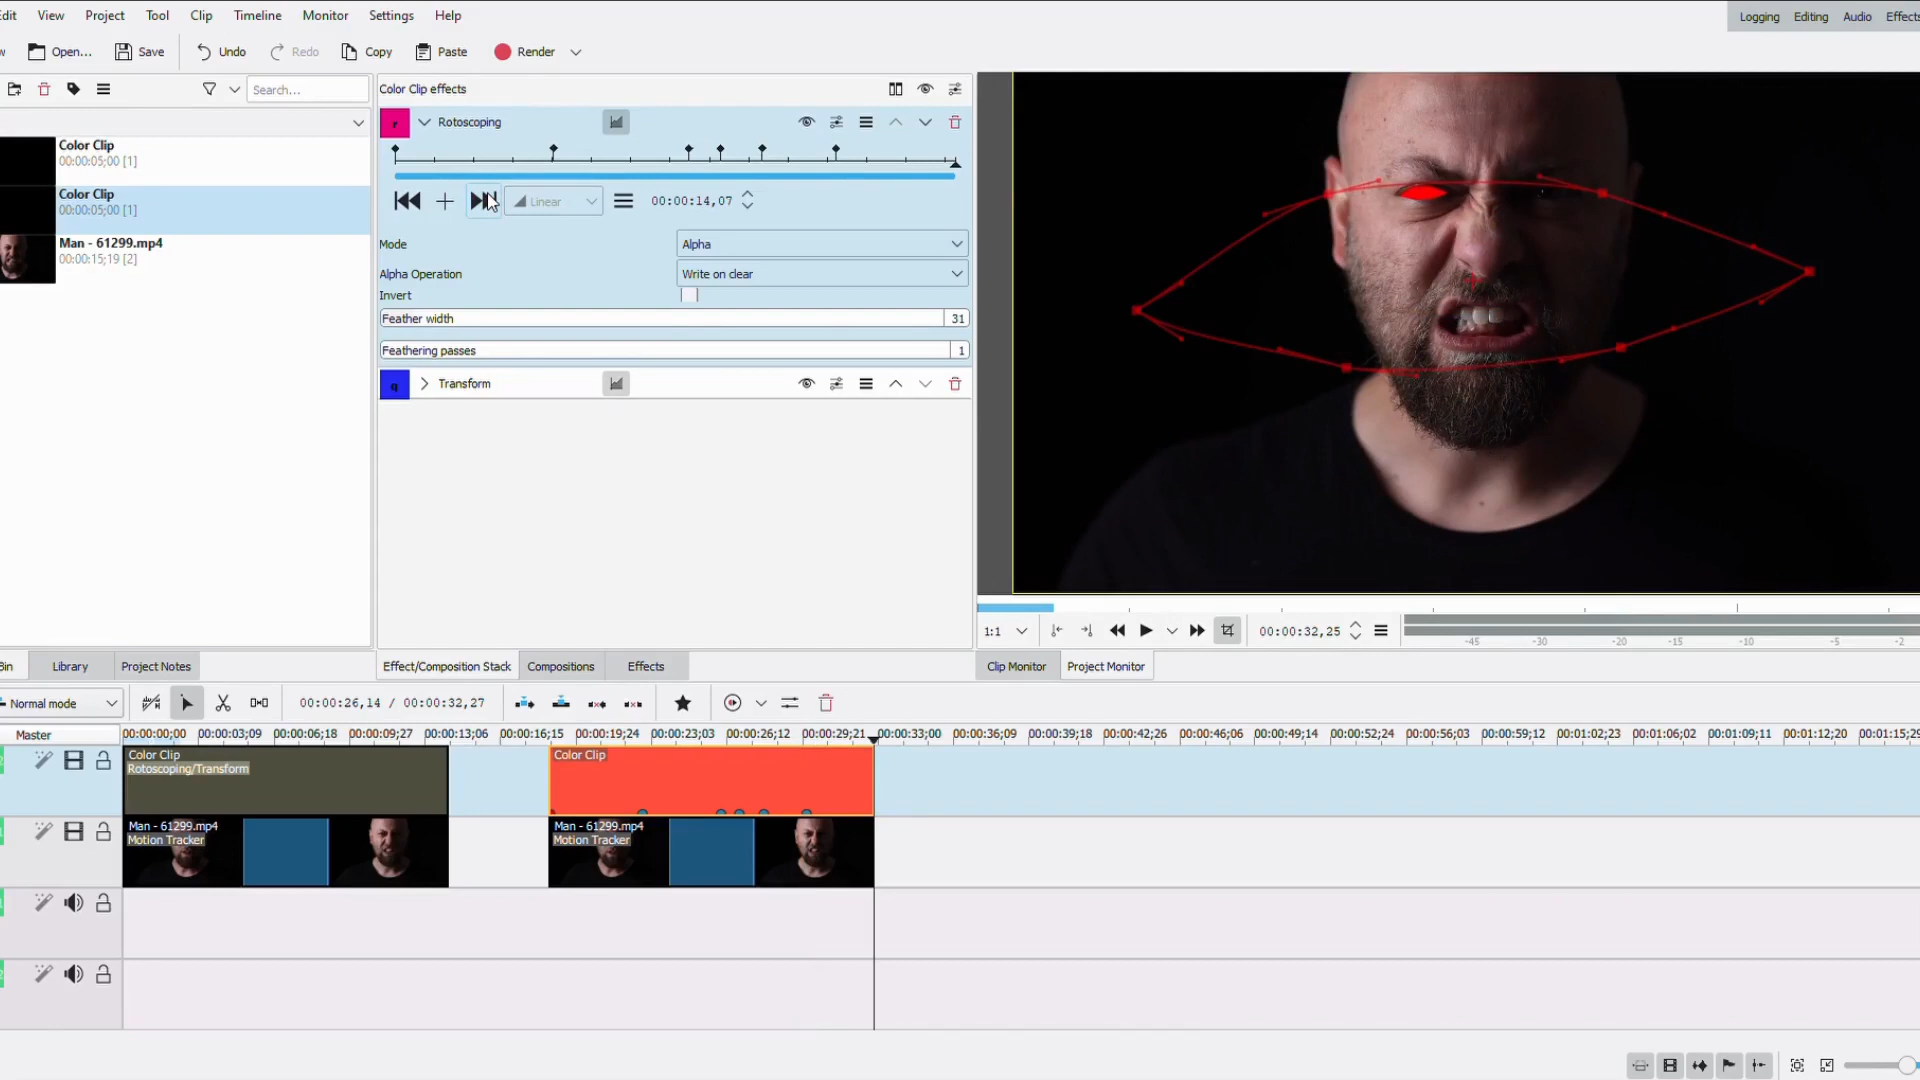 Edit View Project Tool Clip Timeline Monitor Settings Help
Logging Editing Audio Effects
Open... Save Undo Redo Copy Paste Render
Search...
Color Clip effects
r Rotoscoping
Color Clip
00:00:05;00 [1]
Color Clip
00:00:05;00 [1]
Linear 00:00:14,07
Man - 61299.mp4
00:00:15;19 [2]
Mode Alpha
Alpha Operation Write on clear
Invert
Feather width 31
Feathering passes 1
q Transform
1:1 00:00:32,25
-45 -30 -15 -10 -5 -2
Bin Library Project Notes Effect/Composition Stack Compositions Effects Clip Monitor Project Monitor
Normal mode 00:00:26,14 / 00:00:32,27
Master 00:00:00;00 00:00:03;09 00:00:06;18 00:00:09;27 00:00:13;06 00:00:16;15 00:00:19;24 00:00:23;03 00:00:26;12 00:00:29;21 00:00:33;00 00:00:36;09 00:00:39;18 00:00:42;26 00:00:46;06 00:00:49;14 00:00:52;24 00:00:56;03 00:00:59;12 00:01:02;23 00:01:06;02 00:01:09;11 00:01:12;20 00:01:15;29
Color Clip
Rotoscoping/Transform
Color Clip
Man - 61299.mp4
Motion Tracker
Man - 61299.mp4
Motion Tracker